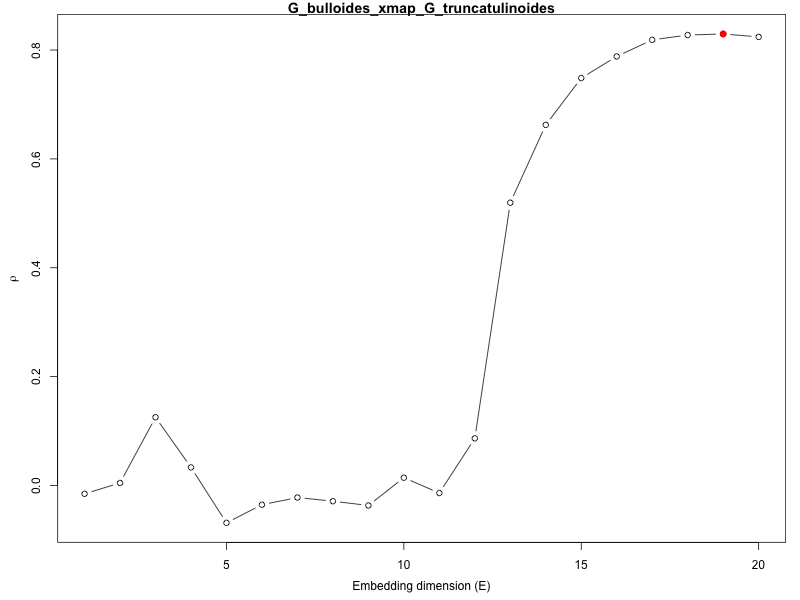 G_bulloides_xmap_G_truncatulinoides
0.8
0.6
0.4
ρ
0.2
0.0
5 10 15 20
Embedding dimension (E)